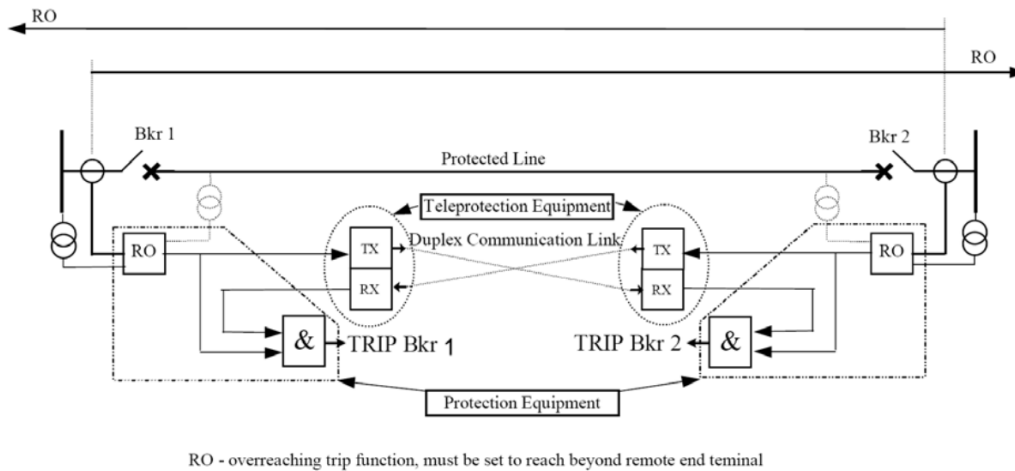 RO
RO
Bkr 1
Bkr 2
Protected Line
Teleprotection Equipment
RO
TX
Duplex Communication Link
TX
RO
RX
RX
&
TRIP Bkr 1
TRIP Bkr 2
&
Protection Equipment
RO - overreaching trip function, must be set to reach beyond remote end teminal